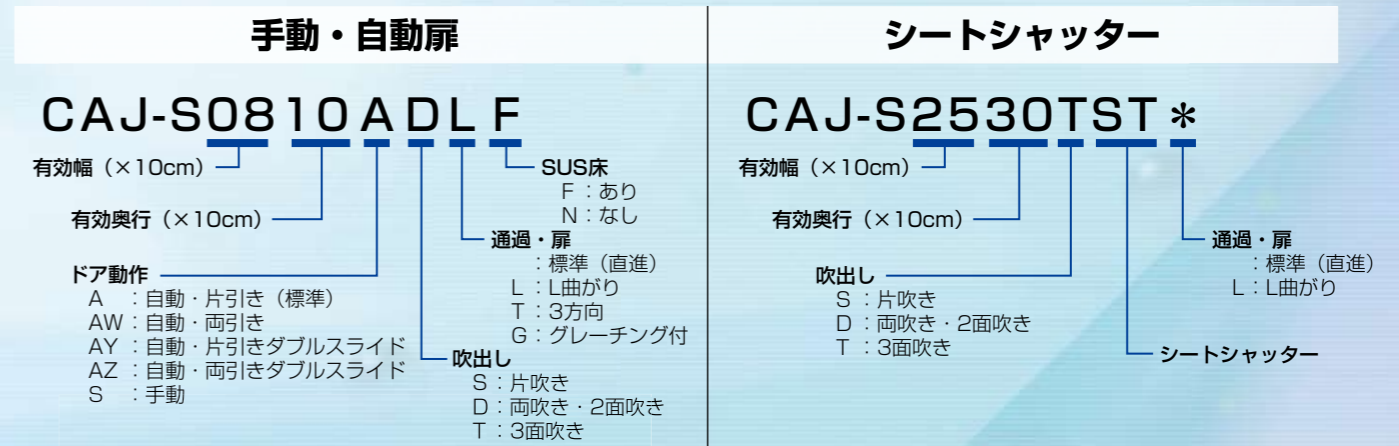 手動・自動扉
CAJ-S0810ADLF
有効幅（×10cm）
有効奥行（×10cm）
ドア動作
A ：自動・片引き（標準）
AW：自動・両引き
AY：自動・片引きダブルスライド
AZ：自動・両引きダブルスライド
S ：手動
SUS床
F：あり
N：なし
通過・扉
：標準（直進）
L：L曲がり
T：3方向
G：グレーチング付
吹出し
S：片吹き
D：両吹き・2面吹き
T：3面吹き
シートシャッター
CAJ-S2530TST＊
有効幅（×10cm）
有効奥行（×10cm）
吹出し
S：片吹き
D：両吹き・2面吹き
T：3面吹き
通過・扉
：標準（直進）
L：L曲がり
シートシャッター